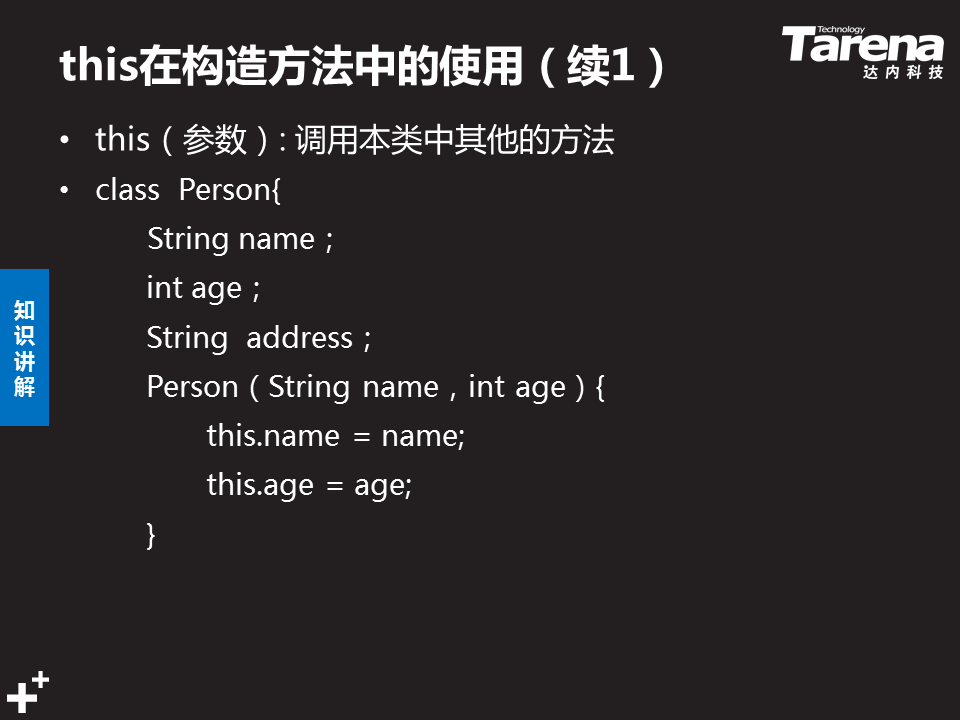 this在构造方法中的使用（续1）
Technology
Tarena
达内科技
• this（参数）: 调用本类中其他的方法
• class  Person{
String name；
int age；
String  address；
Person（String name，int age）{
this.name = name;
this.age = age;
}
知
识
讲
解